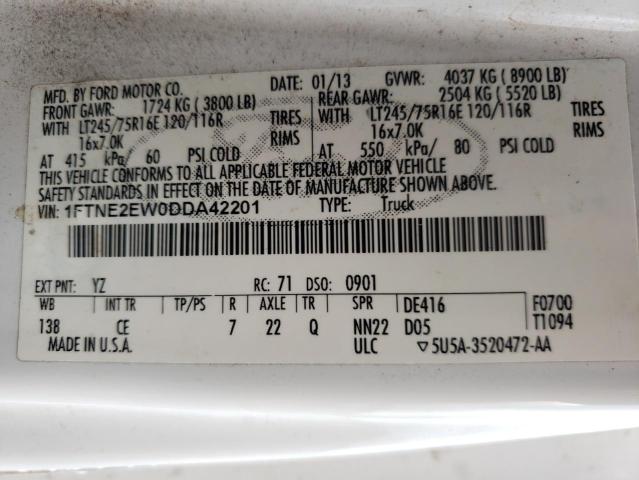 MFD. BY FORD MOTOR CO. DATE: 01/13 GVWR: 4037 KG (8900 LB)
FRONT GAWR: 1724 KG (3800 LB) REAR GAWR: 2504 KG (5520 LB)
WITH LT245/75R16E 120/116R TIRES WITH LT245/75R16E 120/116R TIRES
16x7.0K RIMS 16x7.0K RIMS
AT 415 kPa/ 60 PSI COLD AT 550 kPa/ 80 PSI COLD
THIS VEHICLE CONFORMS TO ALL APPLICABLE FEDERAL MOTOR VEHICLE
SAFETY STANDARDS IN EFFECT ON THE DATE OF MANUFACTURE SHOWN ABOVE.
VIN: 1FTNE2EW0DDA42201 TYPE: Truck
EXT PNT: YZ RC: 71 DSO: 0901
WB INT TR TP/PS R AXLE TR SPR DE416 F0700
138 CE 7 22 Q NN22 D05 T1094
MADE IN U.S.A. ULC ▽5U5A-3520472-AA